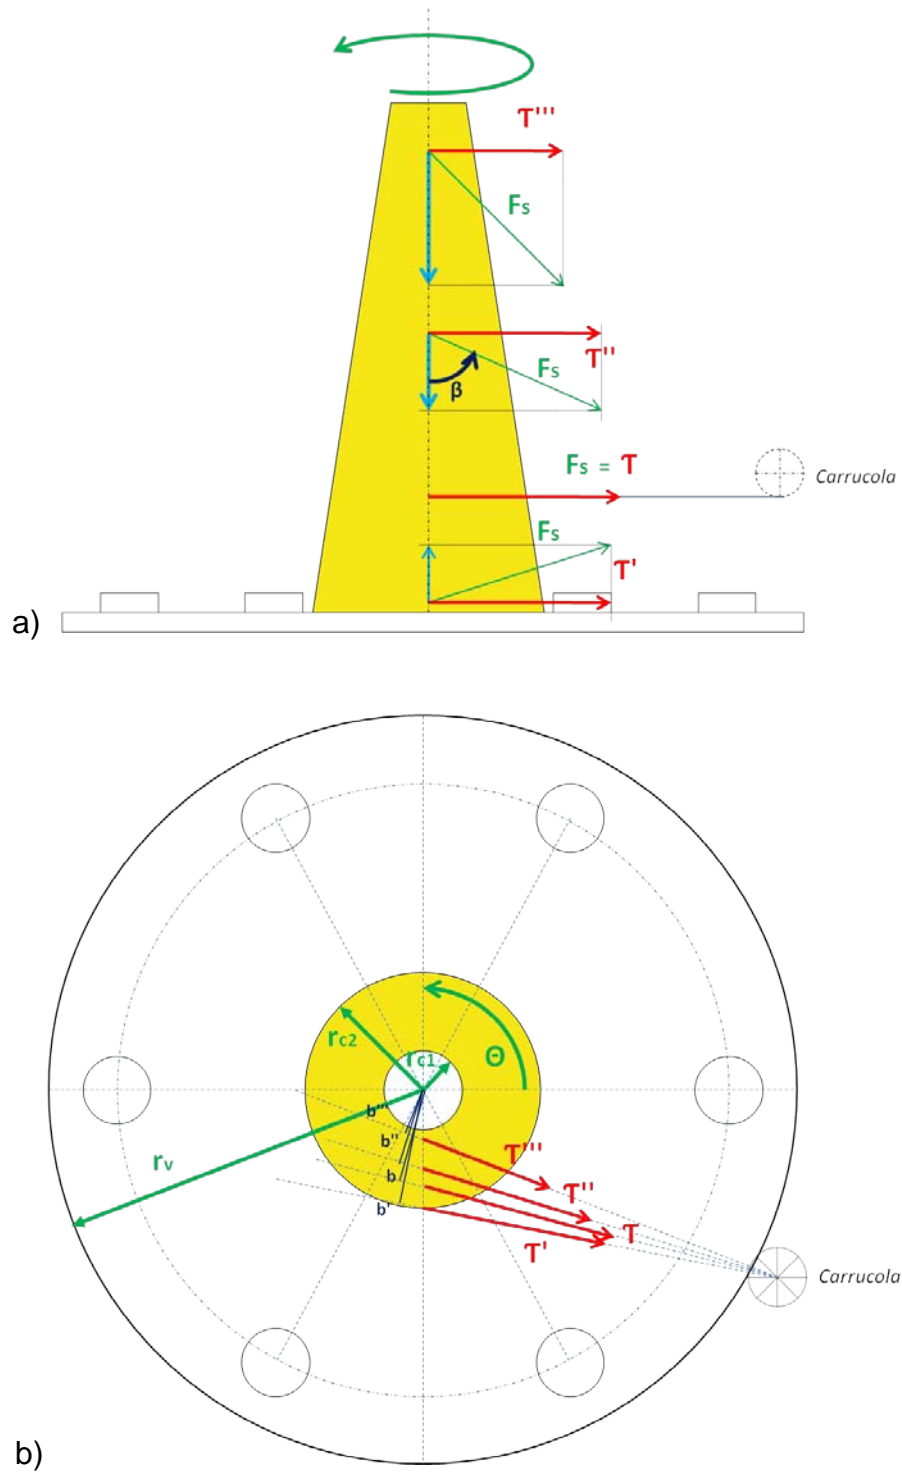 T'''
Fs
T''
Fs
β
Fs = T
Carrucola
Fs
T'
a)
rc2
rc1
Θ
b'''
b''
T'''
rv
b
T''
b'
T
T'
Carrucola
b)